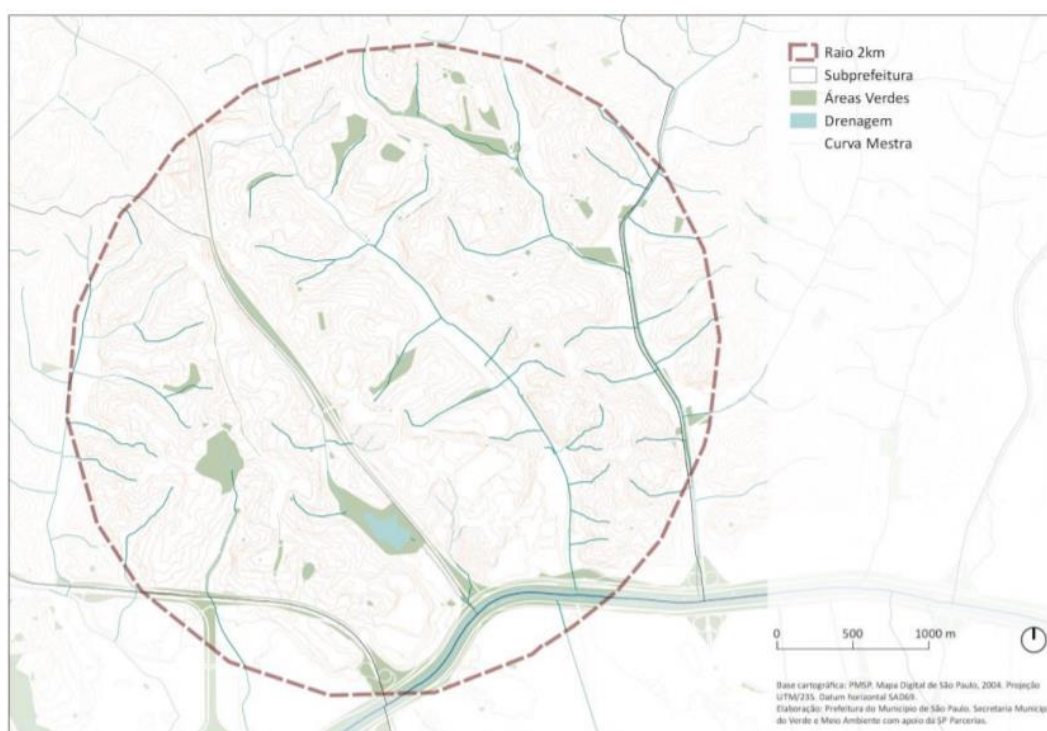 Raio 2km
Subprefeitura
Áreas Verdes
Drenagem
Curva Mestra
0 500 1000 m
Base cartográfica: PMSP. Mapa Digital de São Paulo, 2004. Projeção
UTM/23S. Datum horizontal SAD69.
Elaboração: Prefeitura do Município de São Paulo. Secretaria Municip
do Verde e Meio Ambiente com apoio da SP Parcerias.